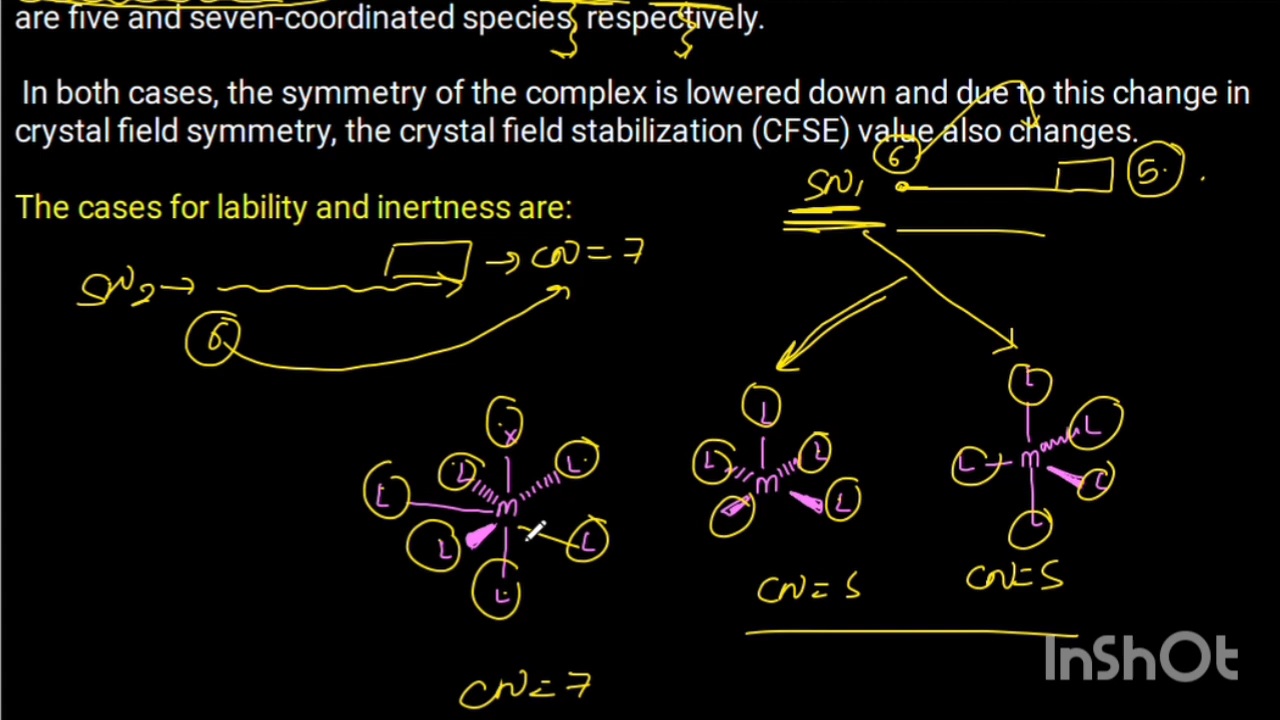 are five and seven-coordinated species, respectively.
In both cases, the symmetry of the complex is lowered down and due to this change in
crystal field symmetry, the crystal field stabilization (CFSE) value also changes.
6
SN1
5.
The cases for lability and inertness are:
SN2 → → CN = 7
6
L
L
X
L
L
L
L
L
L
L
m
L
L
m
L
L
L
L
m
L
L
L
CN = 5
CN = 5
InShOt
CN = 7